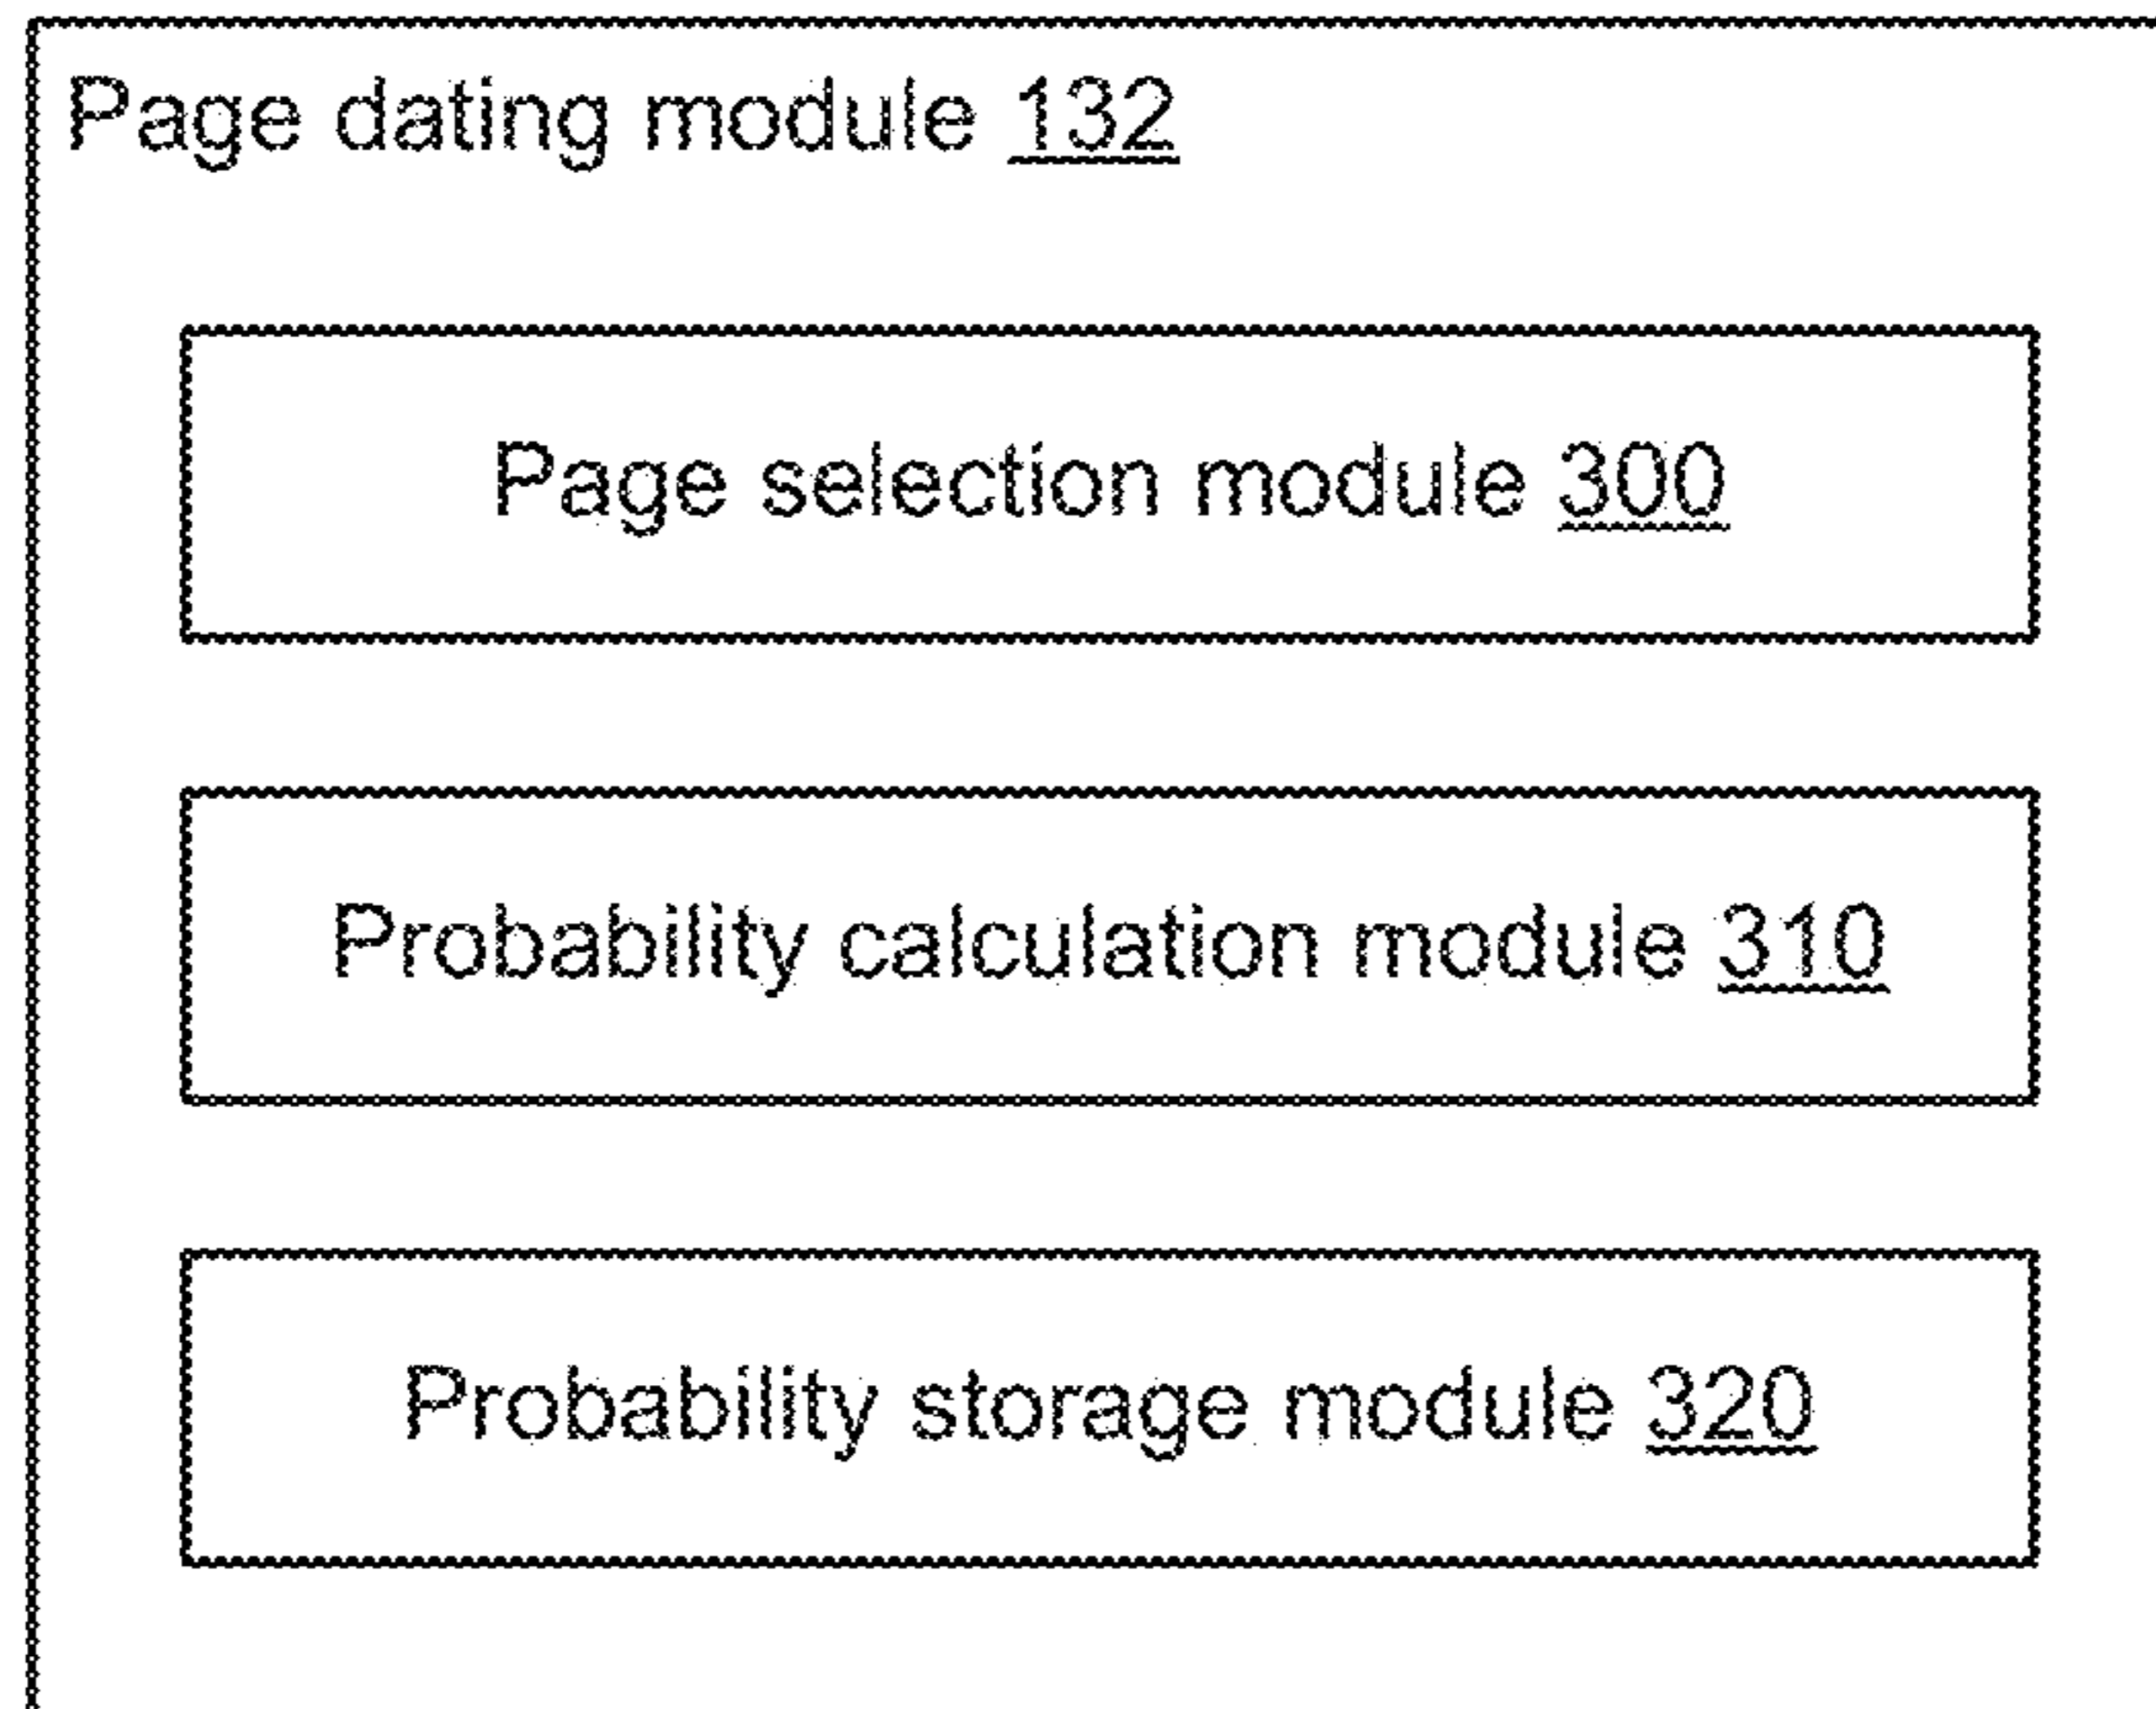 Page dating module 132
Page selection module 300
Probability calculation module 310
Probability storage module 320